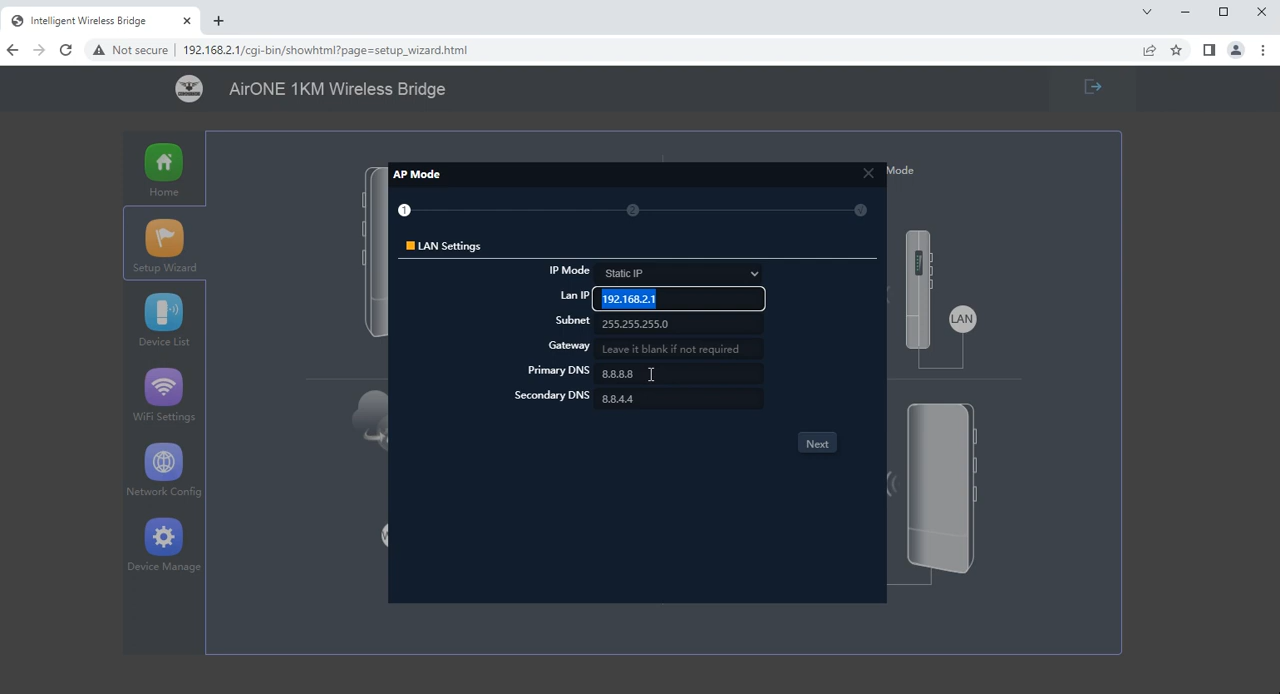 Intelligent Wireless Bridge
Not secure
192.168.2.1/cgi-bin/showhtml?page=setup_wizard.html
AirONE 1KM Wireless Bridge
Home
Setup Wizard
Device List
WiFi Settings
Network Config
Device Manage
AP Mode
Mode
1
2
LAN Settings
IP Mode Static IP
Lan IP 192.168.2.1
Subnet 255.255.255.0
Gateway Leave it blank if not required
Primary DNS 8.8.8.8
Secondary DNS 8.8.4.4
Next
LAN